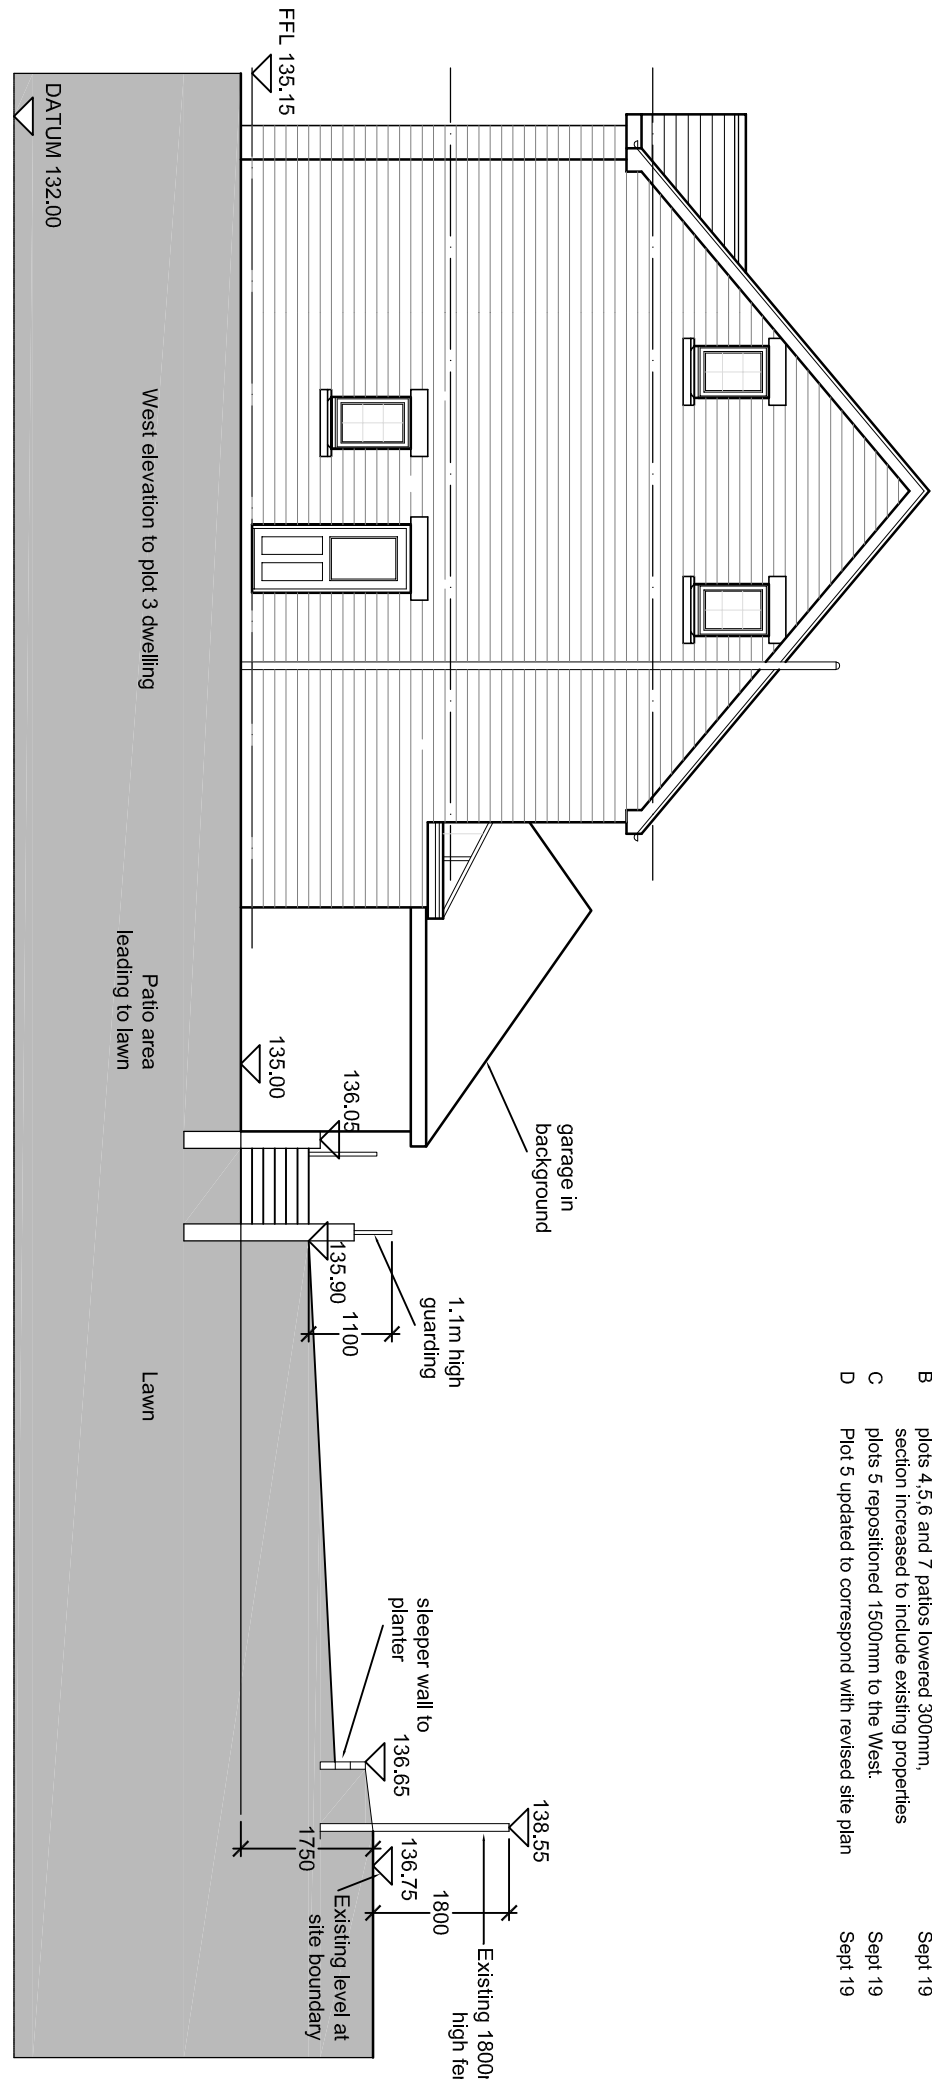 B plots 4,5,6 and 7 patios lowered 300mm, Sept 19
section increased to include existing properties
C plots 5 repositioned 1500mm to the West. Sept 19
D Plot 5 updated to correspond with revised site plan Sept 19
FFL 135.15
DATUM 132.00
West elevation to plot 3 dwelling
Patio area
leading to lawn
135.00
136.05
garage in
background
135.90
1100
1.1m high
guarding
Lawn
sleeper wall to
planter
136.65
138.55
1750
136.75
1800
Existing level at
site boundary
Existing 1800
high